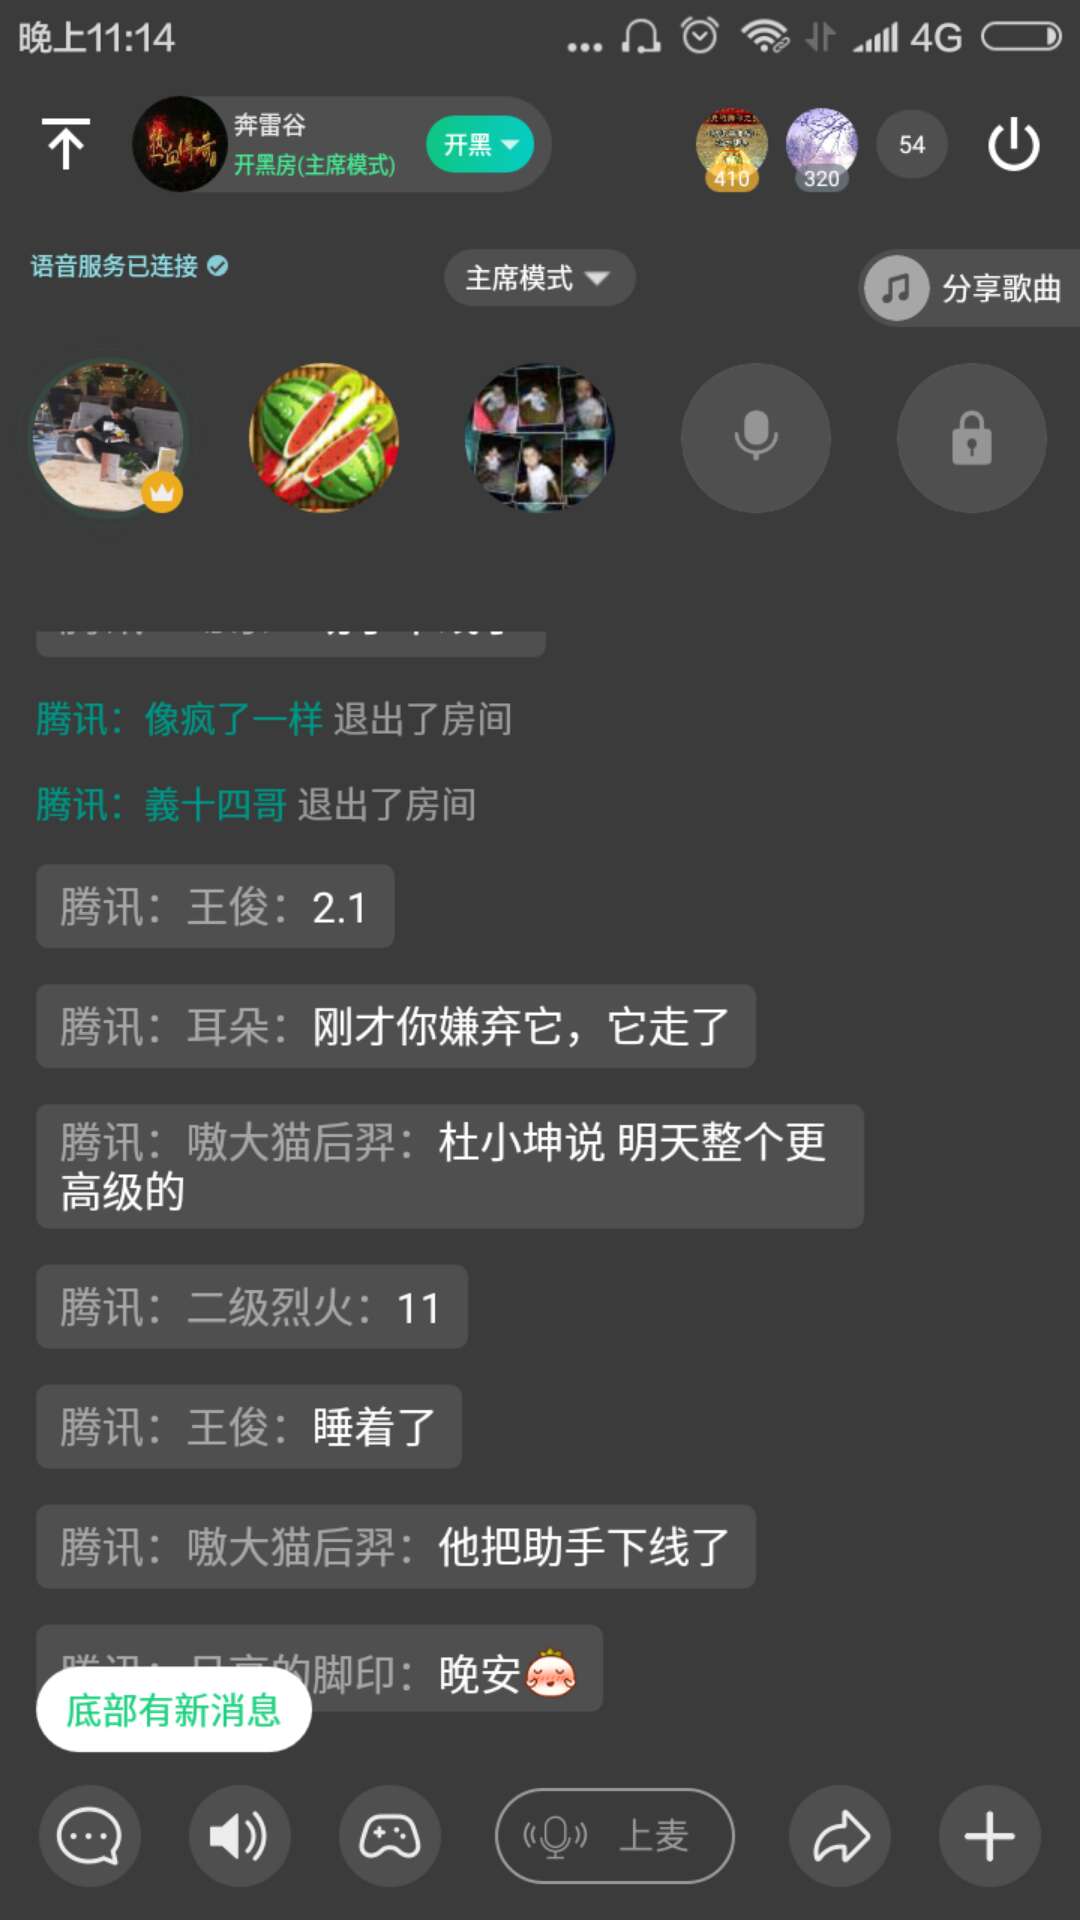 晚上11:14
4G
奔雷谷
开黑房(主席模式)
开黑
410
320
54
语音服务已连接
主席模式
分享歌曲
腾讯：像疯了一样 退出了房间
腾讯：義十四哥 退出了房间
腾讯：王俊：2.1
腾讯：耳朵：刚才你嫌弃它，它走了
腾讯：嗷大猫后羿：杜小坤说 明天整个更
高级的
腾讯：二级烈火：11
腾讯：王俊：睡着了
腾讯：嗷大猫后羿：他把助手下线了
脚印：晚安
底部有新消息
上麦